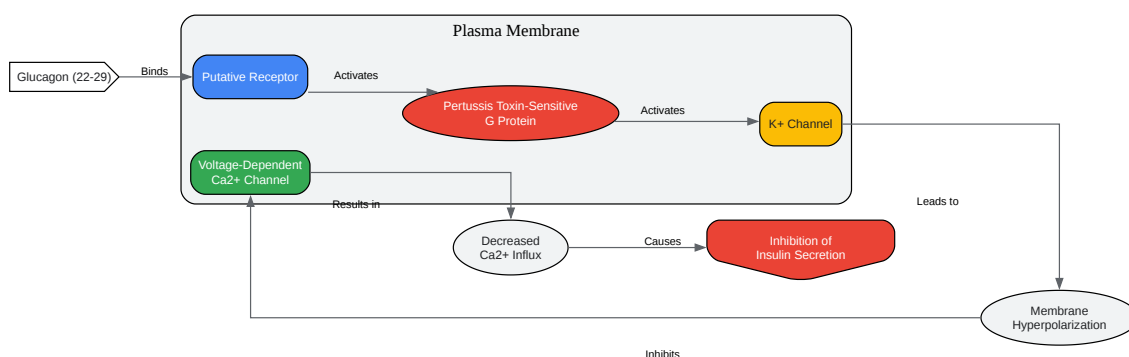 Plasma Membrane
Glucagon (22-29)
Binds
Putative Receptor
Activates
Pertussis Toxin-Sensitive
G Protein
Activates
K+ Channel
Voltage-Dependent
Ca2+ Channel
Results in
Leads to
Decreased
Ca2+ Influx
Causes
Inhibition of
Insulin Secretion
Membrane
Hyperpolarization
Inhibits